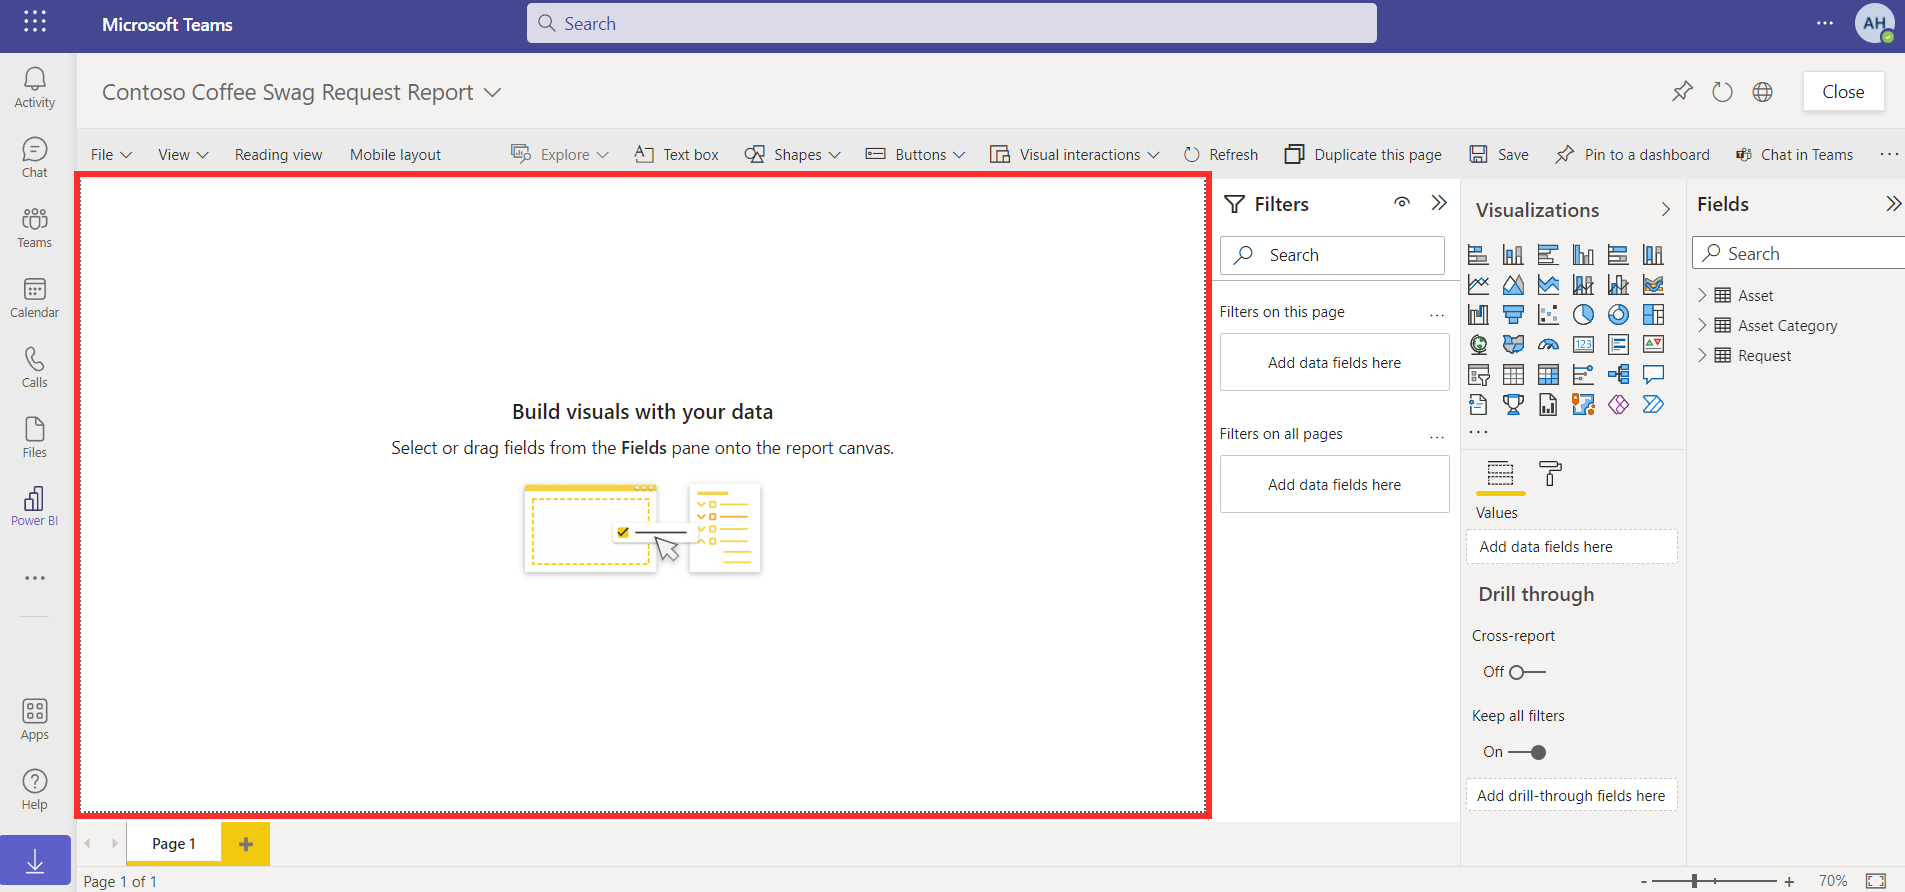 Microsoft Teams
Search
AH
Activity
Chat
Teams
Calendar
Calls
Files
Power BI
Apps
Help
Contoso Coffee Swag Request Report
Close
File View Reading view Mobile layout Explore Text box Shapes Buttons Visual interactions Refresh Duplicate this page Save Pin to a dashboard Chat in Teams
Build visuals with your data
Select or drag fields from the Fields pane onto the report canvas.
Filters
Search
Filters on this page
Add data fields here
Filters on all pages
Add data fields here
Visualizations
123
Values
Add data fields here
Drill through
Cross-report
Off
Keep all filters
On
Add drill-through fields here
Fields
Search
Asset
Asset Category
Request
Page 1
Page 1 of 1
- + 70%